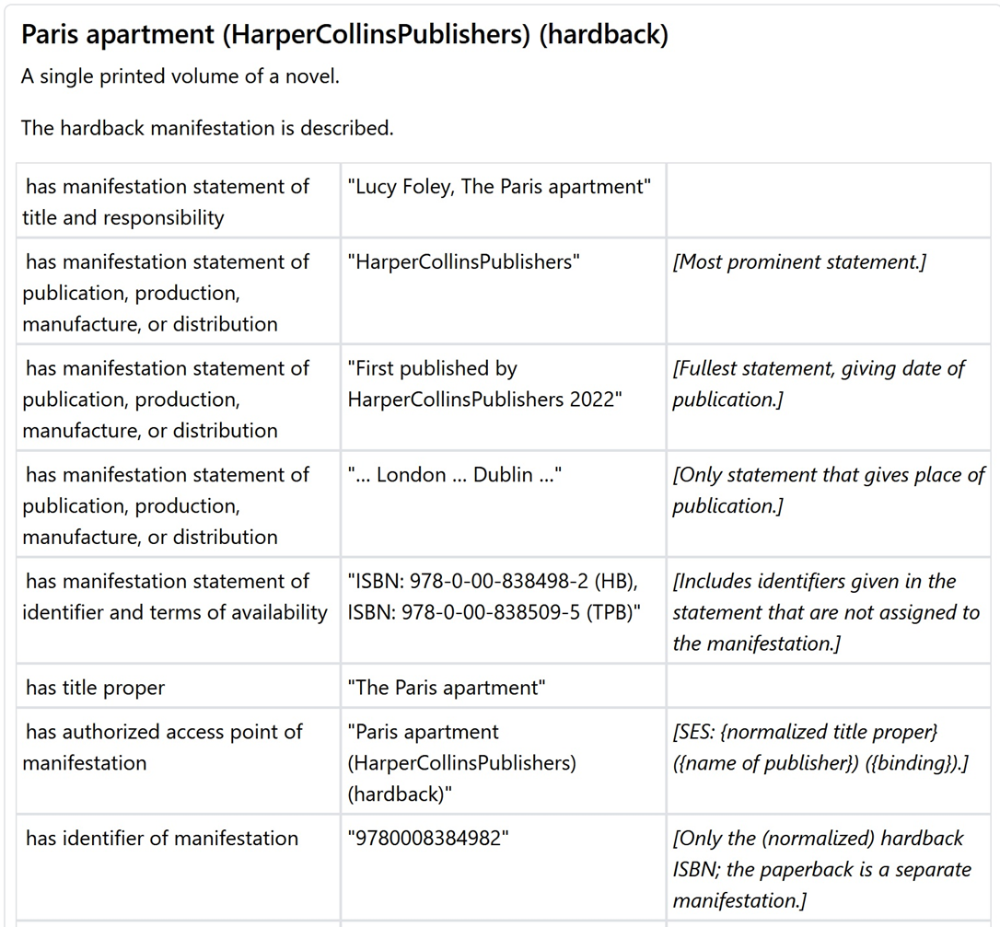 Paris apartment (HarperCollinsPublishers) (hardback)
A single printed volume of a novel.
The hardback manifestation is described.
has manifestation statement of
title and responsibility
"Lucy Foley, The Paris apartment"
has manifestation statement of
publication, production,
manufacture, or distribution
"HarperCollinsPublishers"
[Most prominent statement.]
has manifestation statement of
publication, production,
manufacture, or distribution
"First published by
HarperCollinsPublishers 2022"
[Fullest statement, giving date of
publication.]
has manifestation statement of
publication, production,
manufacture, or distribution
"... London ... Dublin ..."
[Only statement that gives place of
publication.]
has manifestation statement of
identifier and terms of availability
"ISBN: 978-0-00-838498-2 (HB),
ISBN: 978-0-00-838509-5 (TPB)"
[Includes identifiers given in the
statement that are not assigned to
the manifestation.]
has title proper
"The Paris apartment"
has authorized access point of
manifestation
"Paris apartment
(HarperCollinsPublishers)
(hardback)"
[SES: {normalized title proper}
({name of publisher}) ({binding}).]
has identifier of manifestation
"9780008384982"
[Only the (normalized) hardback
ISBN; the paperback is a separate
manifestation.]